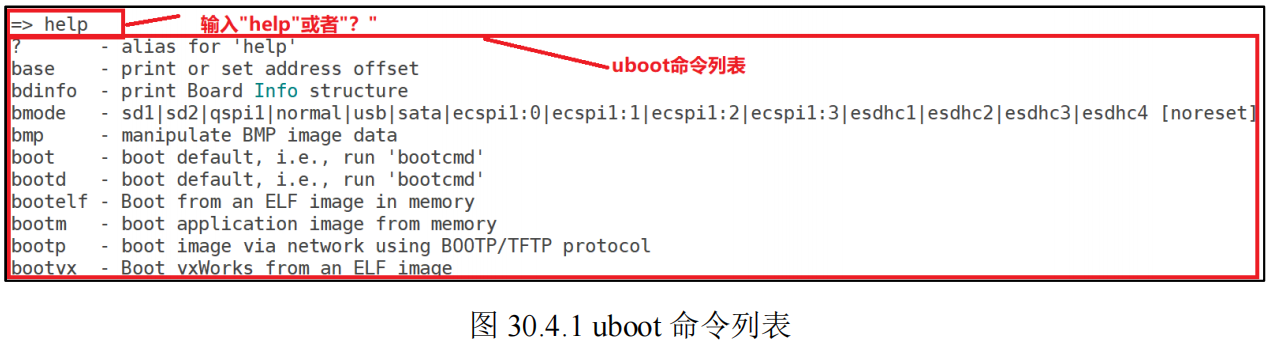 => help 输入"help"或者"? "
? - alias for 'help'
base - print or set address offset uboot命令列表
bdinfo - print Board Info structure
bmode - sd1|sd2|qspi1|normal|usb|sata|ecspi1:0|ecspi1:1|ecspi1:2|ecspi1:3|esdhc1|esdhc2|esdhc3|esdhc4 [noreset]
bmp - manipulate BMP image data
boot - boot default, i.e., run 'bootcmd'
bootd - boot default, i.e., run 'bootcmd'
bootelf - Boot from an ELF image in memory
bootm - boot application image from memory
bootp - boot image via network using BOOTP/TFTP protocol
bootvx - Boot vxWorks from an ELF image
图 30.4.1 uboot 命令列表